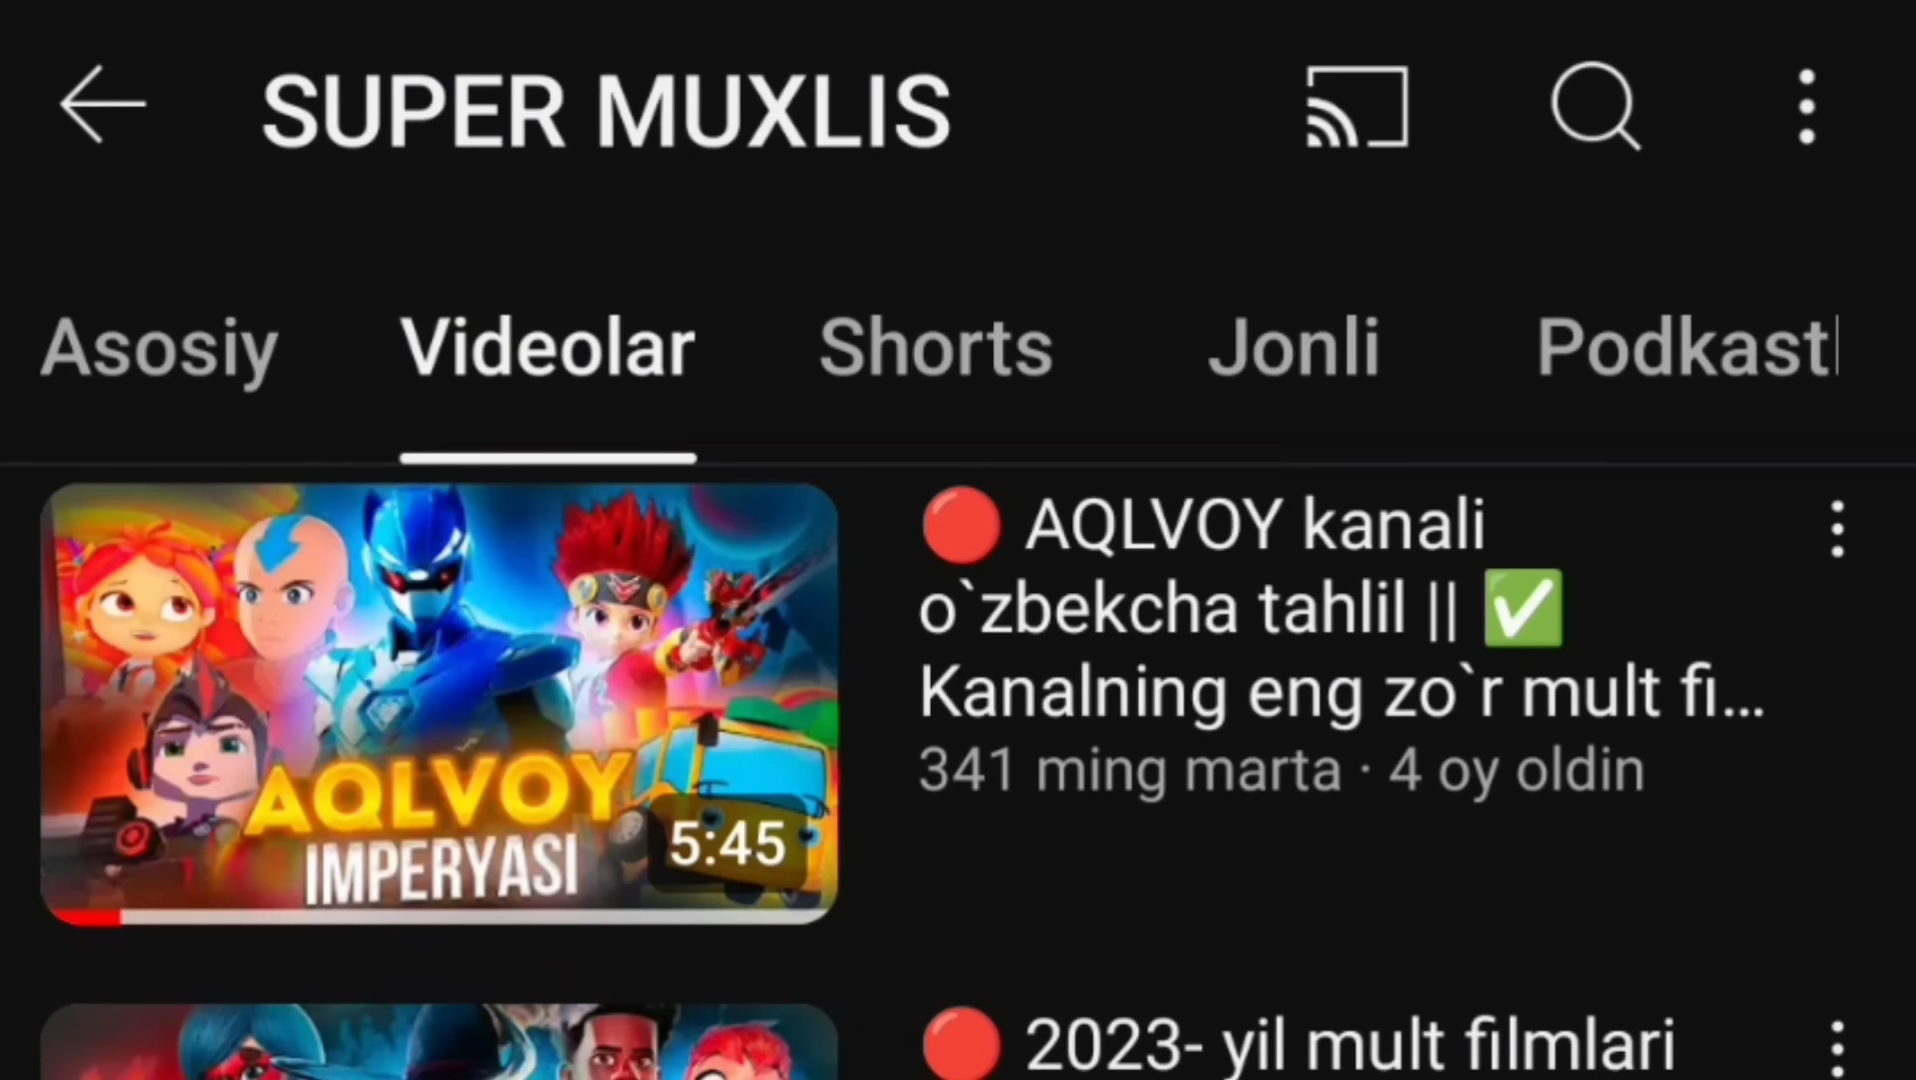 SUPER MUXLIS
Asosiy Videolar Shorts Jonli Podkastl
🔴 AQLVOY kanali
o`zbekcha tahlil || ✅
Kanalning eng zo`r mult fi...
341 ming marta · 4 oy oldin
AQLVOY
IMPERYASI
5:45
🔴 2023- yil mult filmlari